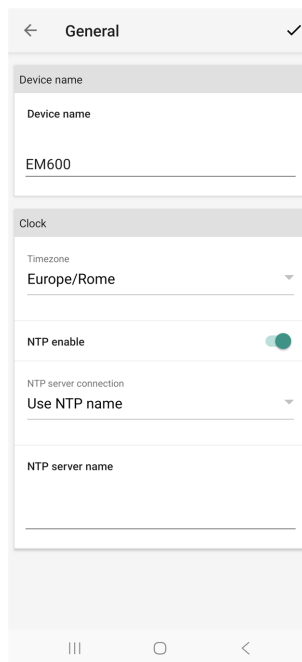 General
Device name
Device name
EM600
Clock
Timezone
Europe/Rome
NTP enable
NTP server connection
Use NTP name
NTP server name